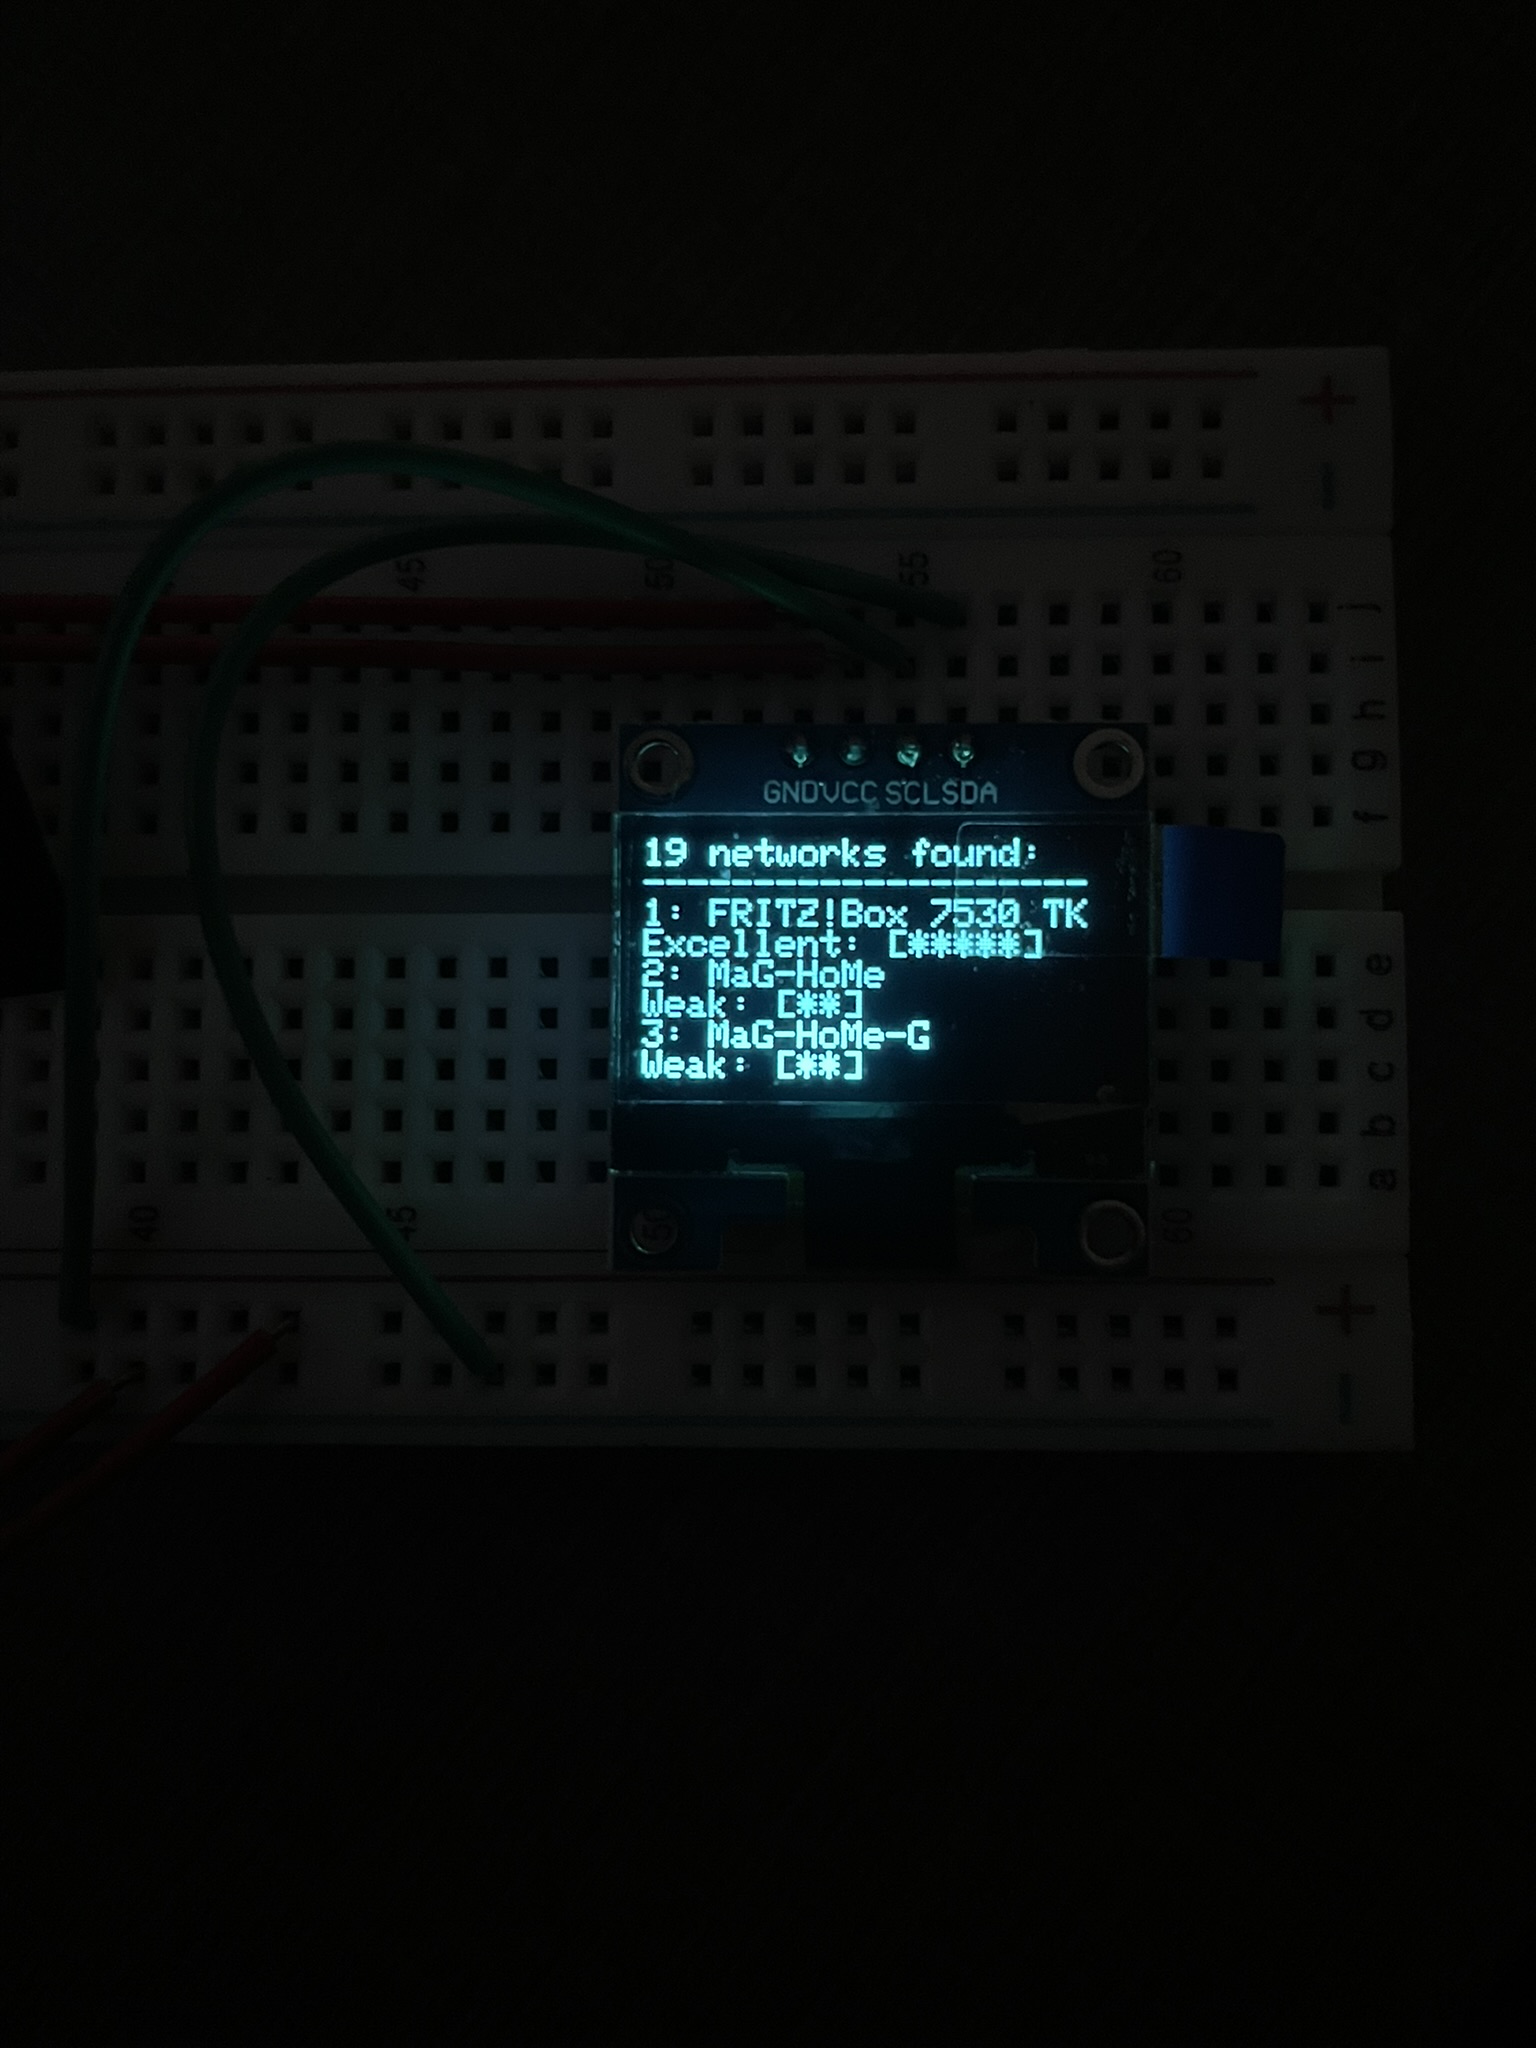 +
-
45
50
55
60
j
i
h
g
f
GND VCC SCL SDA
19 networks found:
--------------------
1: FRITZ!Box 7530 TK
Excellent: [*****]
2: MaG-HoMe
Weak: [**]
3: MaG-HoMe-G
Weak: [**]
e
d
c
b
a
40
45
50
60
+
-